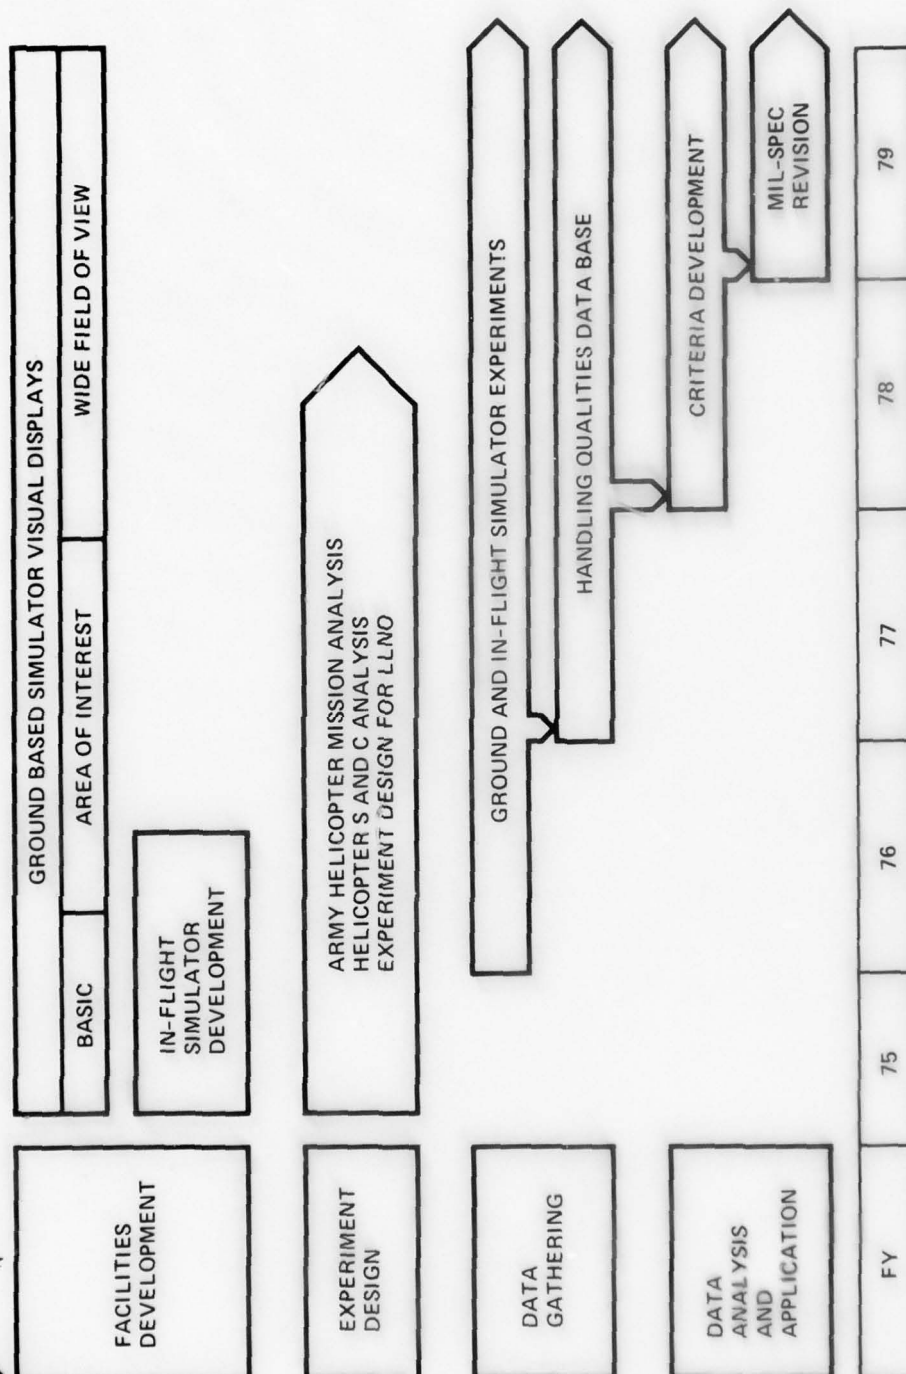 FACILITIES
DEVELOPMENT
GROUND BASED SIMULATOR VISUAL DISPLAYS
BASIC
AREA OF INTEREST
WIDE FIELD OF VIEW
IN-FLIGHT
SIMULATOR
DEVELOPMENT
EXPERIMENT
DESIGN
ARMY HELICOPTER MISSION ANALYSIS
HELICOPTER S AND C ANALYSIS
EXPERIMENT DESIGN FOR LLNO
DATA
GATHERING
GROUND AND IN-FLIGHT SIMULATOR EXPERIMENTS
HANDLING QUALITIES DATA BASE
DATA
ANALYSIS
AND
APPLICATION
CRITERIA DEVELOPMENT
MIL-SPEC
REVISION
FY
75
76
77
78
79